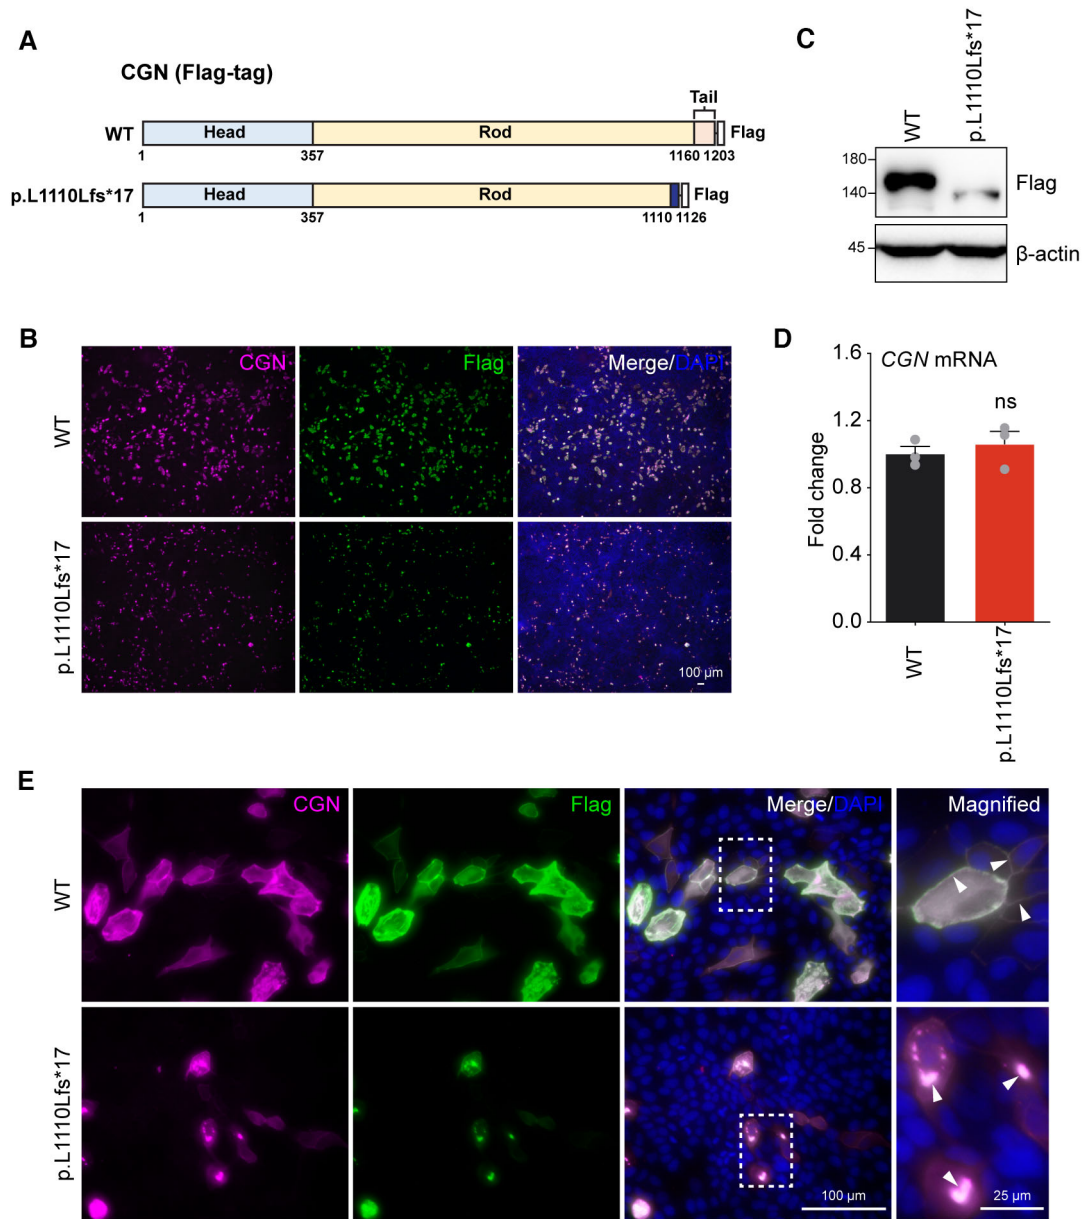 A
CGN (Flag-tag)
Tail
WT
Head
Rod
Flag
1
357
1160
1203
p.L1110Lfs*17
Head
Rod
Flag
1
357
1110
1126
C
WT
p.L1110Lfs*17
180
140
Flag
45
β-actin
B
CGN
Flag
Merge/DAPI
WT
p.L1110Lfs*17
100 µm
D
CGN mRNA
ns
Fold change
1.6
1.2
0.8
0.4
0.0
WT
p.L1110Lfs*17
E
CGN
Flag
Merge/DAPI
Magnified
WT
p.L1110Lfs*17
100 µm
25 µm